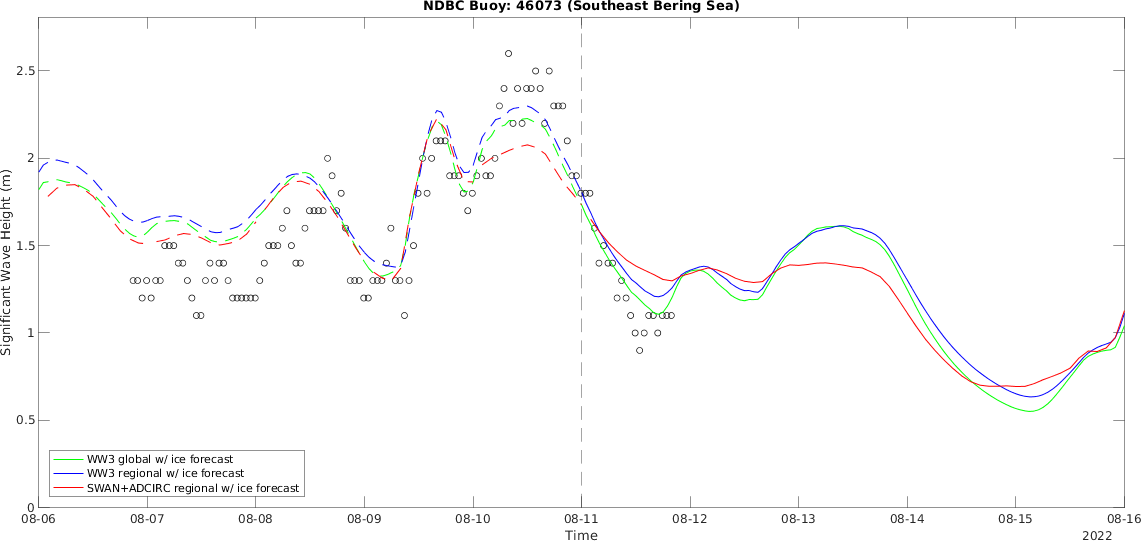 NDBC Buoy: 46073 (Southeast Bering Sea)
Significant Wave Height (m)
2.5
2
1.5
1
0.5
0
WW3 global w/ ice forecast
WW3 regional w/ ice forecast
SWAN+ADCIRC regional w/ ice forecast
08-06 08-07 08-08 08-09 08-10 08-11 08-12 08-13 08-14 08-15 08-16
Time
2022